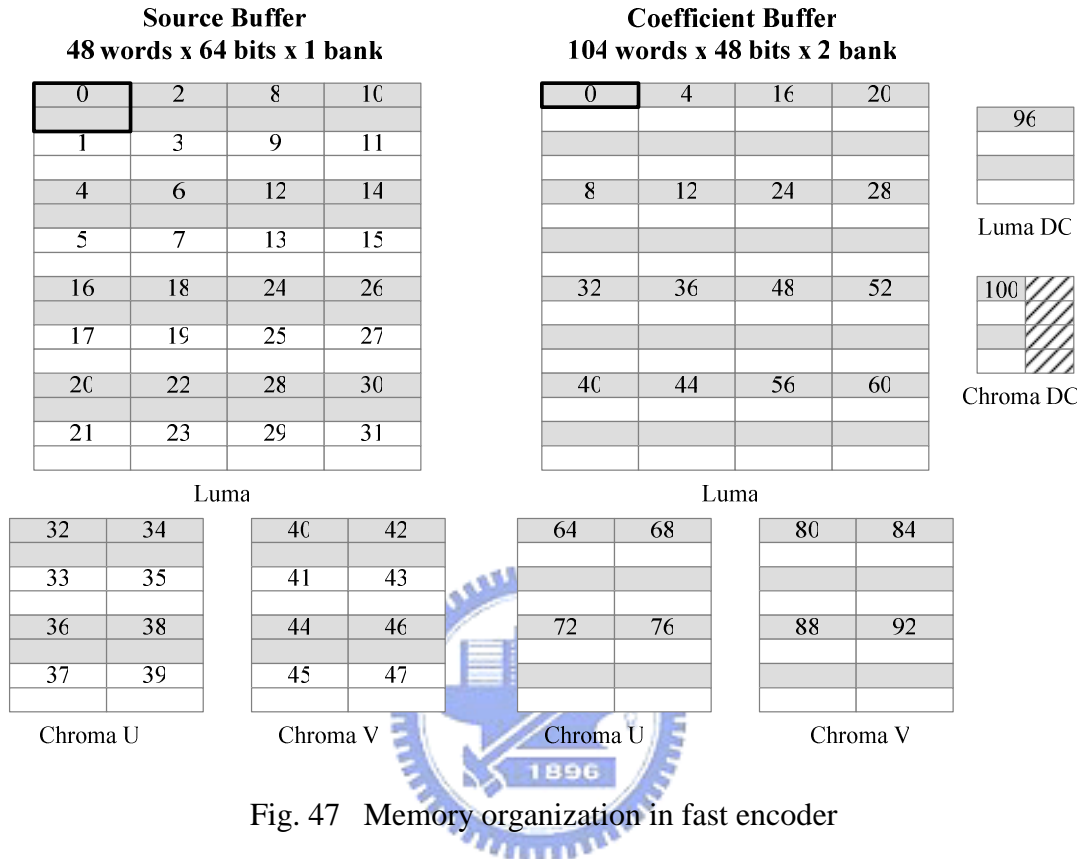 Source Buffer
48 words x 64 bits x 1 bank
Coefficient Buffer
104 words x 48 bits x 2 bank
0 2 8 10
1 3 9 11
4 6 12 14
5 7 13 15
16 18 24 26
17 19 25 27
20 22 28 30
21 23 29 31
Luma
0 4 16 20
8 12 24 28
32 36 48 52
40 44 56 60
Luma
96
Luma DC
100
Chroma DC
32 34
33 35
36 38
37 39
Chroma U
40 42
41 43
44 46
45 47
Chroma V
64 68
72 76
Chroma U
80 84
88 92
Chroma V
1896
Fig. 47 Memory organization in fast encoder